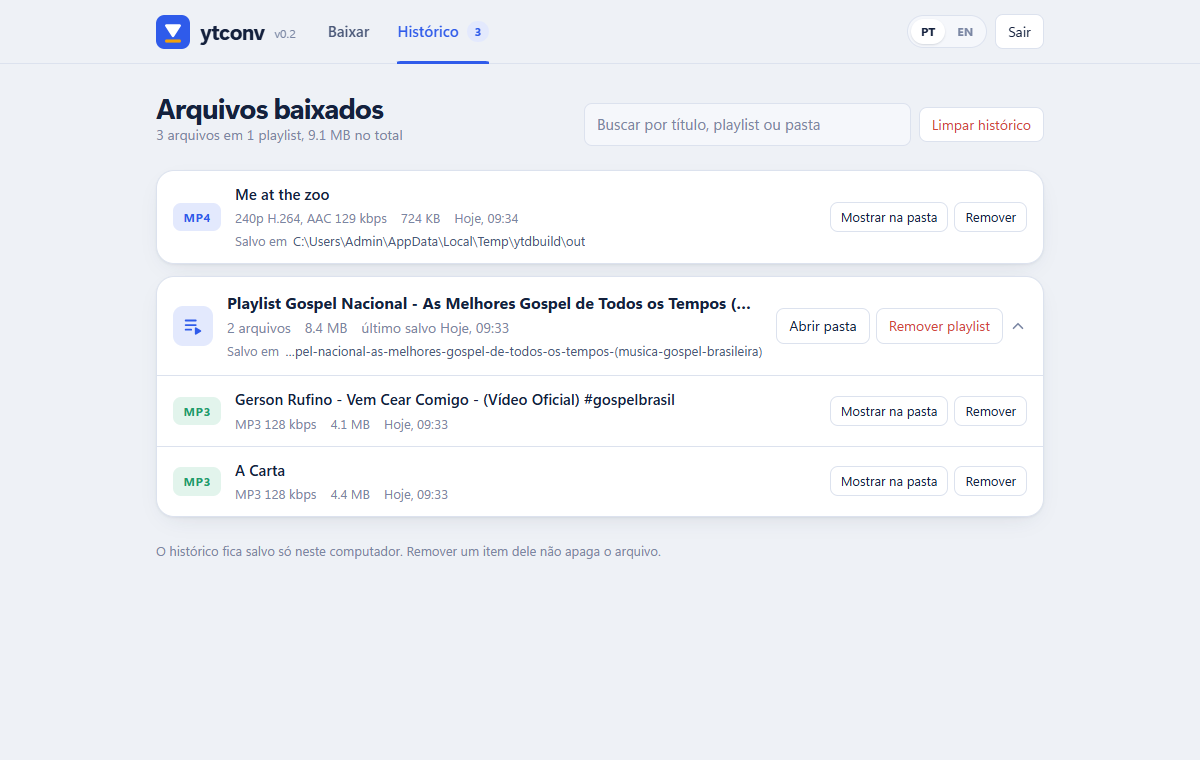 ytconv v0.2 Baixar Histórico 3 PT EN Sair
Arquivos baixados
3 arquivos em 1 playlist, 9.1 MB no total
Buscar por título, playlist ou pasta
Limpar histórico
MP4
Me at the zoo
240p H.264, AAC 129 kbps 724 KB Hoje, 09:34
Salvo em C:\Users\Admin\AppData\Local\Temp\ytdbuild\out
Mostrar na pasta Remover
Playlist Gospel Nacional - As Melhores Gospel de Todos os Tempos (...
2 arquivos 8.4 MB último salvo Hoje, 09:33
Salvo em ...pel-nacional-as-melhores-gospel-de-todos-os-tempos-(musica-gospel-brasileira)
Abrir pasta Remover playlist
MP3
Gerson Rufino - Vem Cear Comigo - (Vídeo Oficial) #gospelbrasil
MP3 128 kbps 4.1 MB Hoje, 09:33
Mostrar na pasta Remover
MP3
A Carta
MP3 128 kbps 4.4 MB Hoje, 09:33
Mostrar na pasta Remover
O histórico fica salvo só neste computador. Remover um item dele não apaga o arquivo.